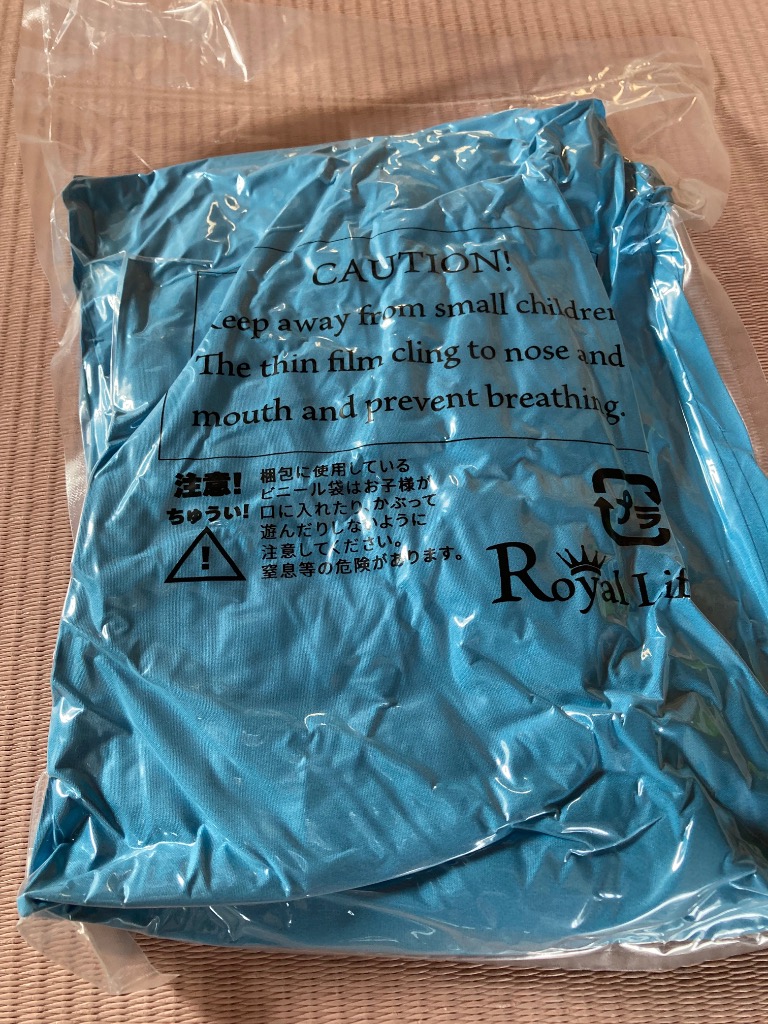 CAUTION!
Keep away from small children
The thin film cling to nose and
mouth and prevent breathing.
注意!
ちゅうい!
梱包に使用している
ビニール袋はお子様が
口に入れたり、かぶって
遊んだりしないように
注意してください。
窒息等の危険があります。
プラ
Royal Lif